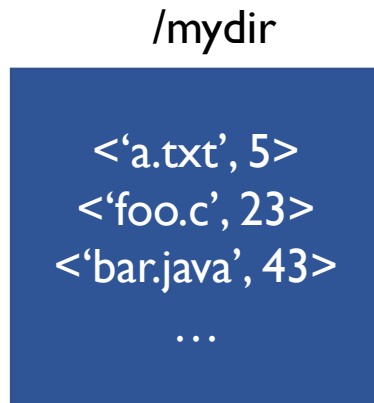 /mydir
<‘a.txt’, 5>
<‘foo.c’, 23>
<‘bar.java’, 43>
…